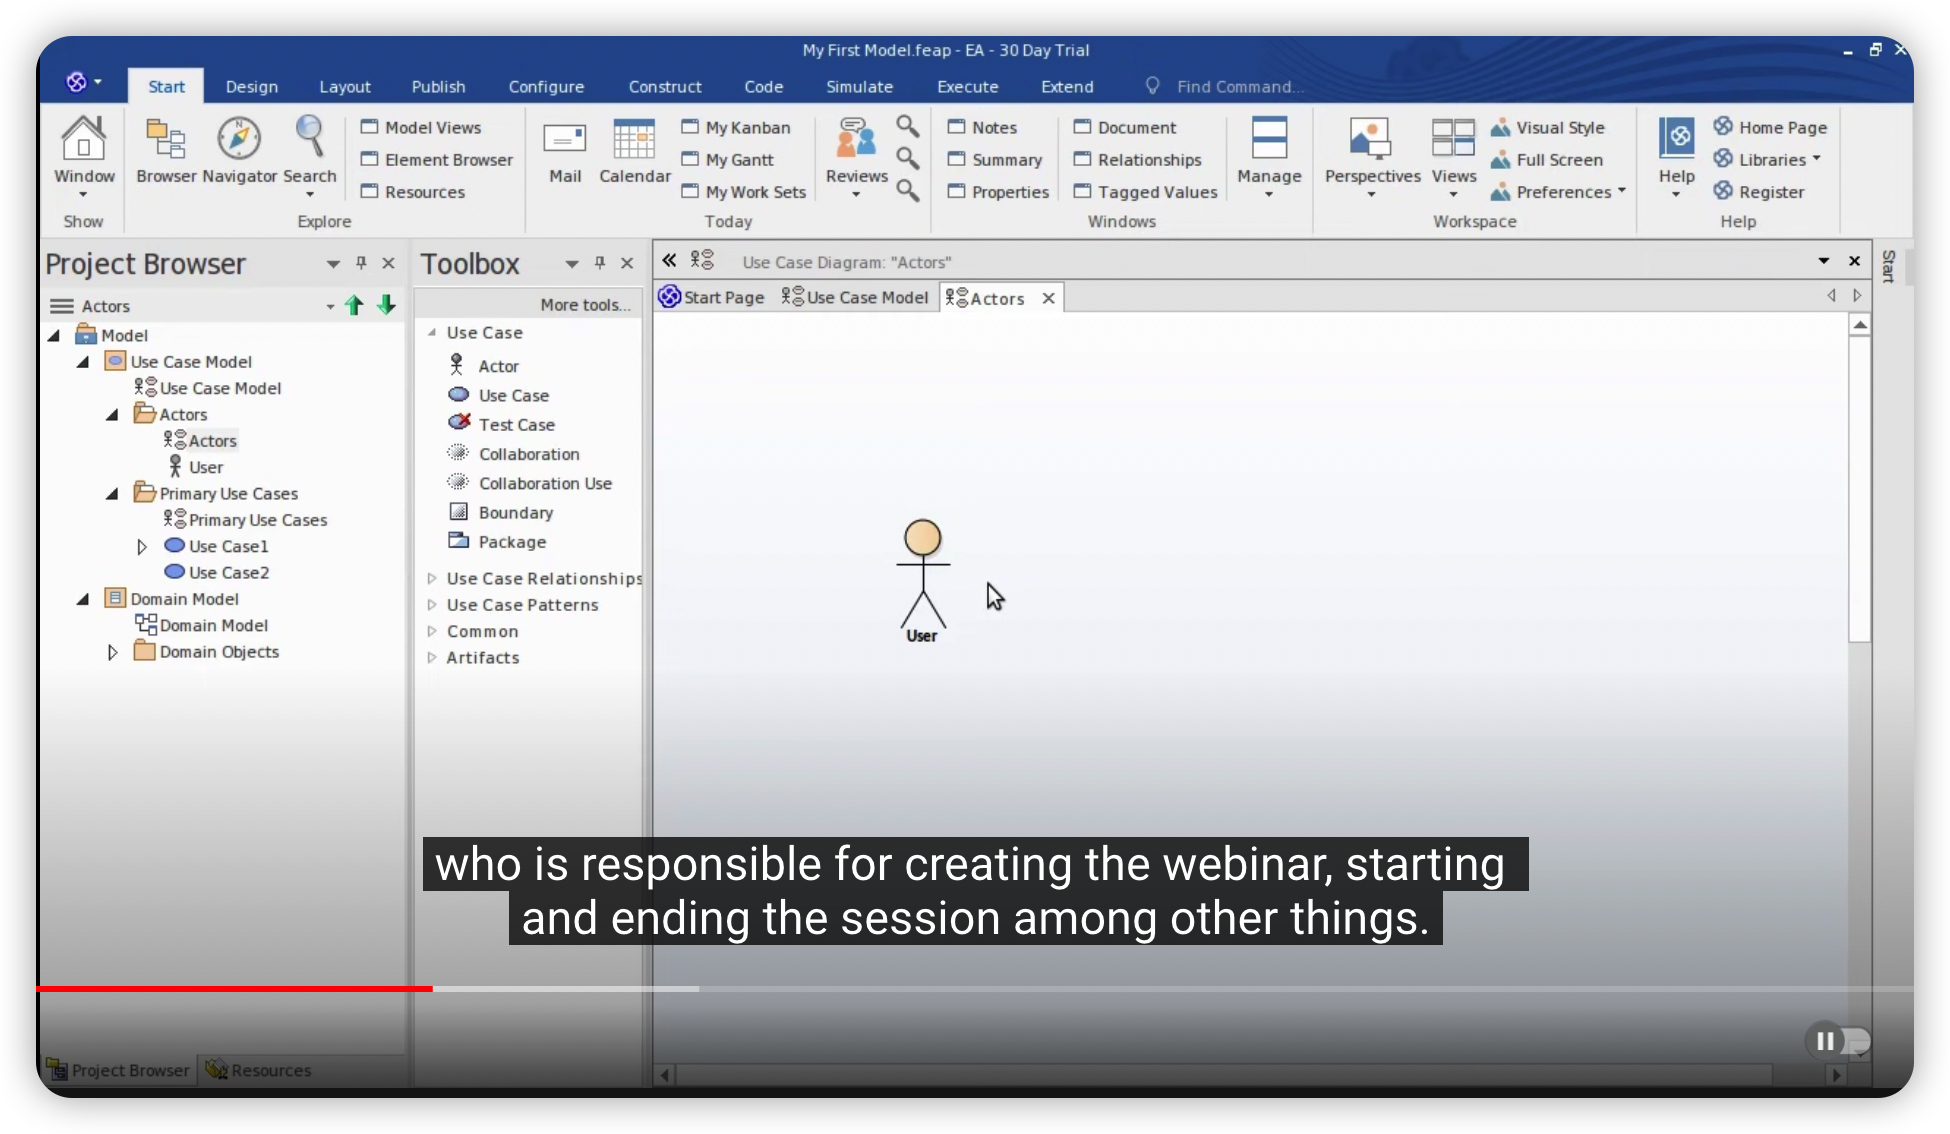 My First Model.feap - EA - 30 Day Trial
Start Design Layout Publish Configure Construct Code Simulate Execute Extend Find Command...
Window
Show
Browser Navigator Search
Model Views
Element Browser
Resources
Explore
Mail Calendar
My Kanban
My Gantt
My Work Sets
Today
Reviews
Notes
Summary
Properties
Document
Relationships
Tagged Values
Windows
Manage
Perspectives Views
Visual Style
Full Screen
Preferences
Workspace
Help
Home Page
Libraries
Register
Help
Project Browser
Actors
Model
Use Case Model
Use Case Model
Actors
Actors
User
Primary Use Cases
Primary Use Cases
Use Case1
Use Case2
Domain Model
Domain Model
Domain Objects
Toolbox
More tools...
Use Case
Actor
Use Case
Test Case
Collaboration
Collaboration Use
Boundary
Package
Use Case Relationships
Use Case Patterns
Common
Artifacts
Use Case Diagram: "Actors"
Start Page Use Case Model Actors
User
Start
who is responsible for creating the webinar, starting
and ending the session among other things.
Project Browser Resources